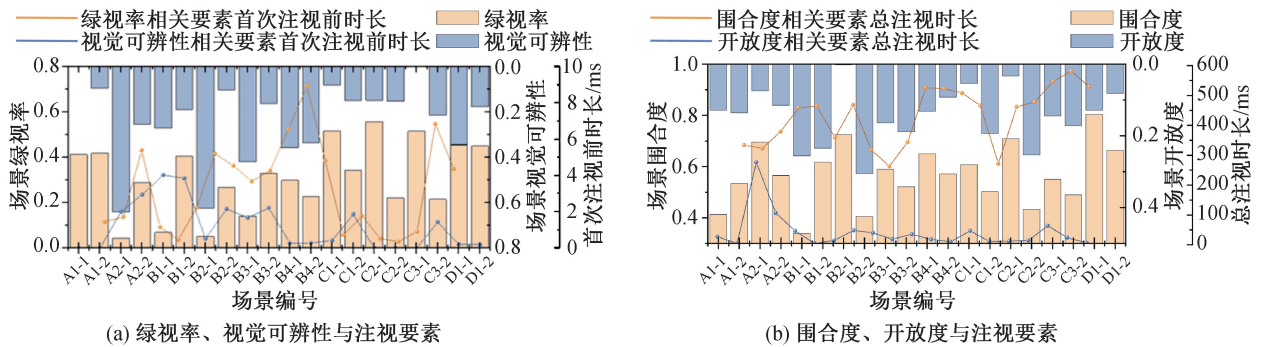 绿视率相关要素首次注视前时长 绿视率
视觉可辨性相关要素首次注视前时长 视觉可辨性
0.8
0.6
0.4
0.2
0.0
场景绿视率
0.0
0.2
0.4
0.6
0.8
场景视觉可辨性
10
8
6
4
2
0
首次注视前时长/ms
A1-1 A1-2 A2-1 A2-2 B1-1 B1-2 B2-1 B2-2 B3-1 B3-2 B4-1 B4-2 C1-1 C1-2 C2-1 C2-2 C3-1 C3-2 D1-1 D1-2
场景编号
(a) 绿视率、视觉可辨性与注视要素
围合度相关要素总注视时长 围合度
开放度相关要素总注视时长 开放度
1.0
0.8
0.6
0.4
场景围合度
0.0
0.2
0.4
场景开放度
600
500
400
300
200
100
0
总注视时长/ms
A1-1 A1-2 A2-1 A2-2 B1-1 B1-2 B2-1 B2-2 B3-1 B3-2 B4-1 B4-2 C1-1 C1-2 C2-1 C2-2 C3-1 C3-2 D1-1 D1-2
场景编号
(b) 围合度、开放度与注视要素